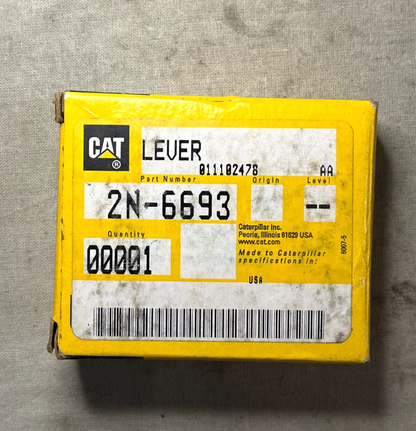 CAT ®
LEVER
011102478 AA
Part Number Origin Level
2N-6693 --
Quantity
00001
Caterpillar Inc.
Peoria, Illinois 61629 USA
www.cat.com
Made to Caterpillar
specifications in:
USA
5007-5